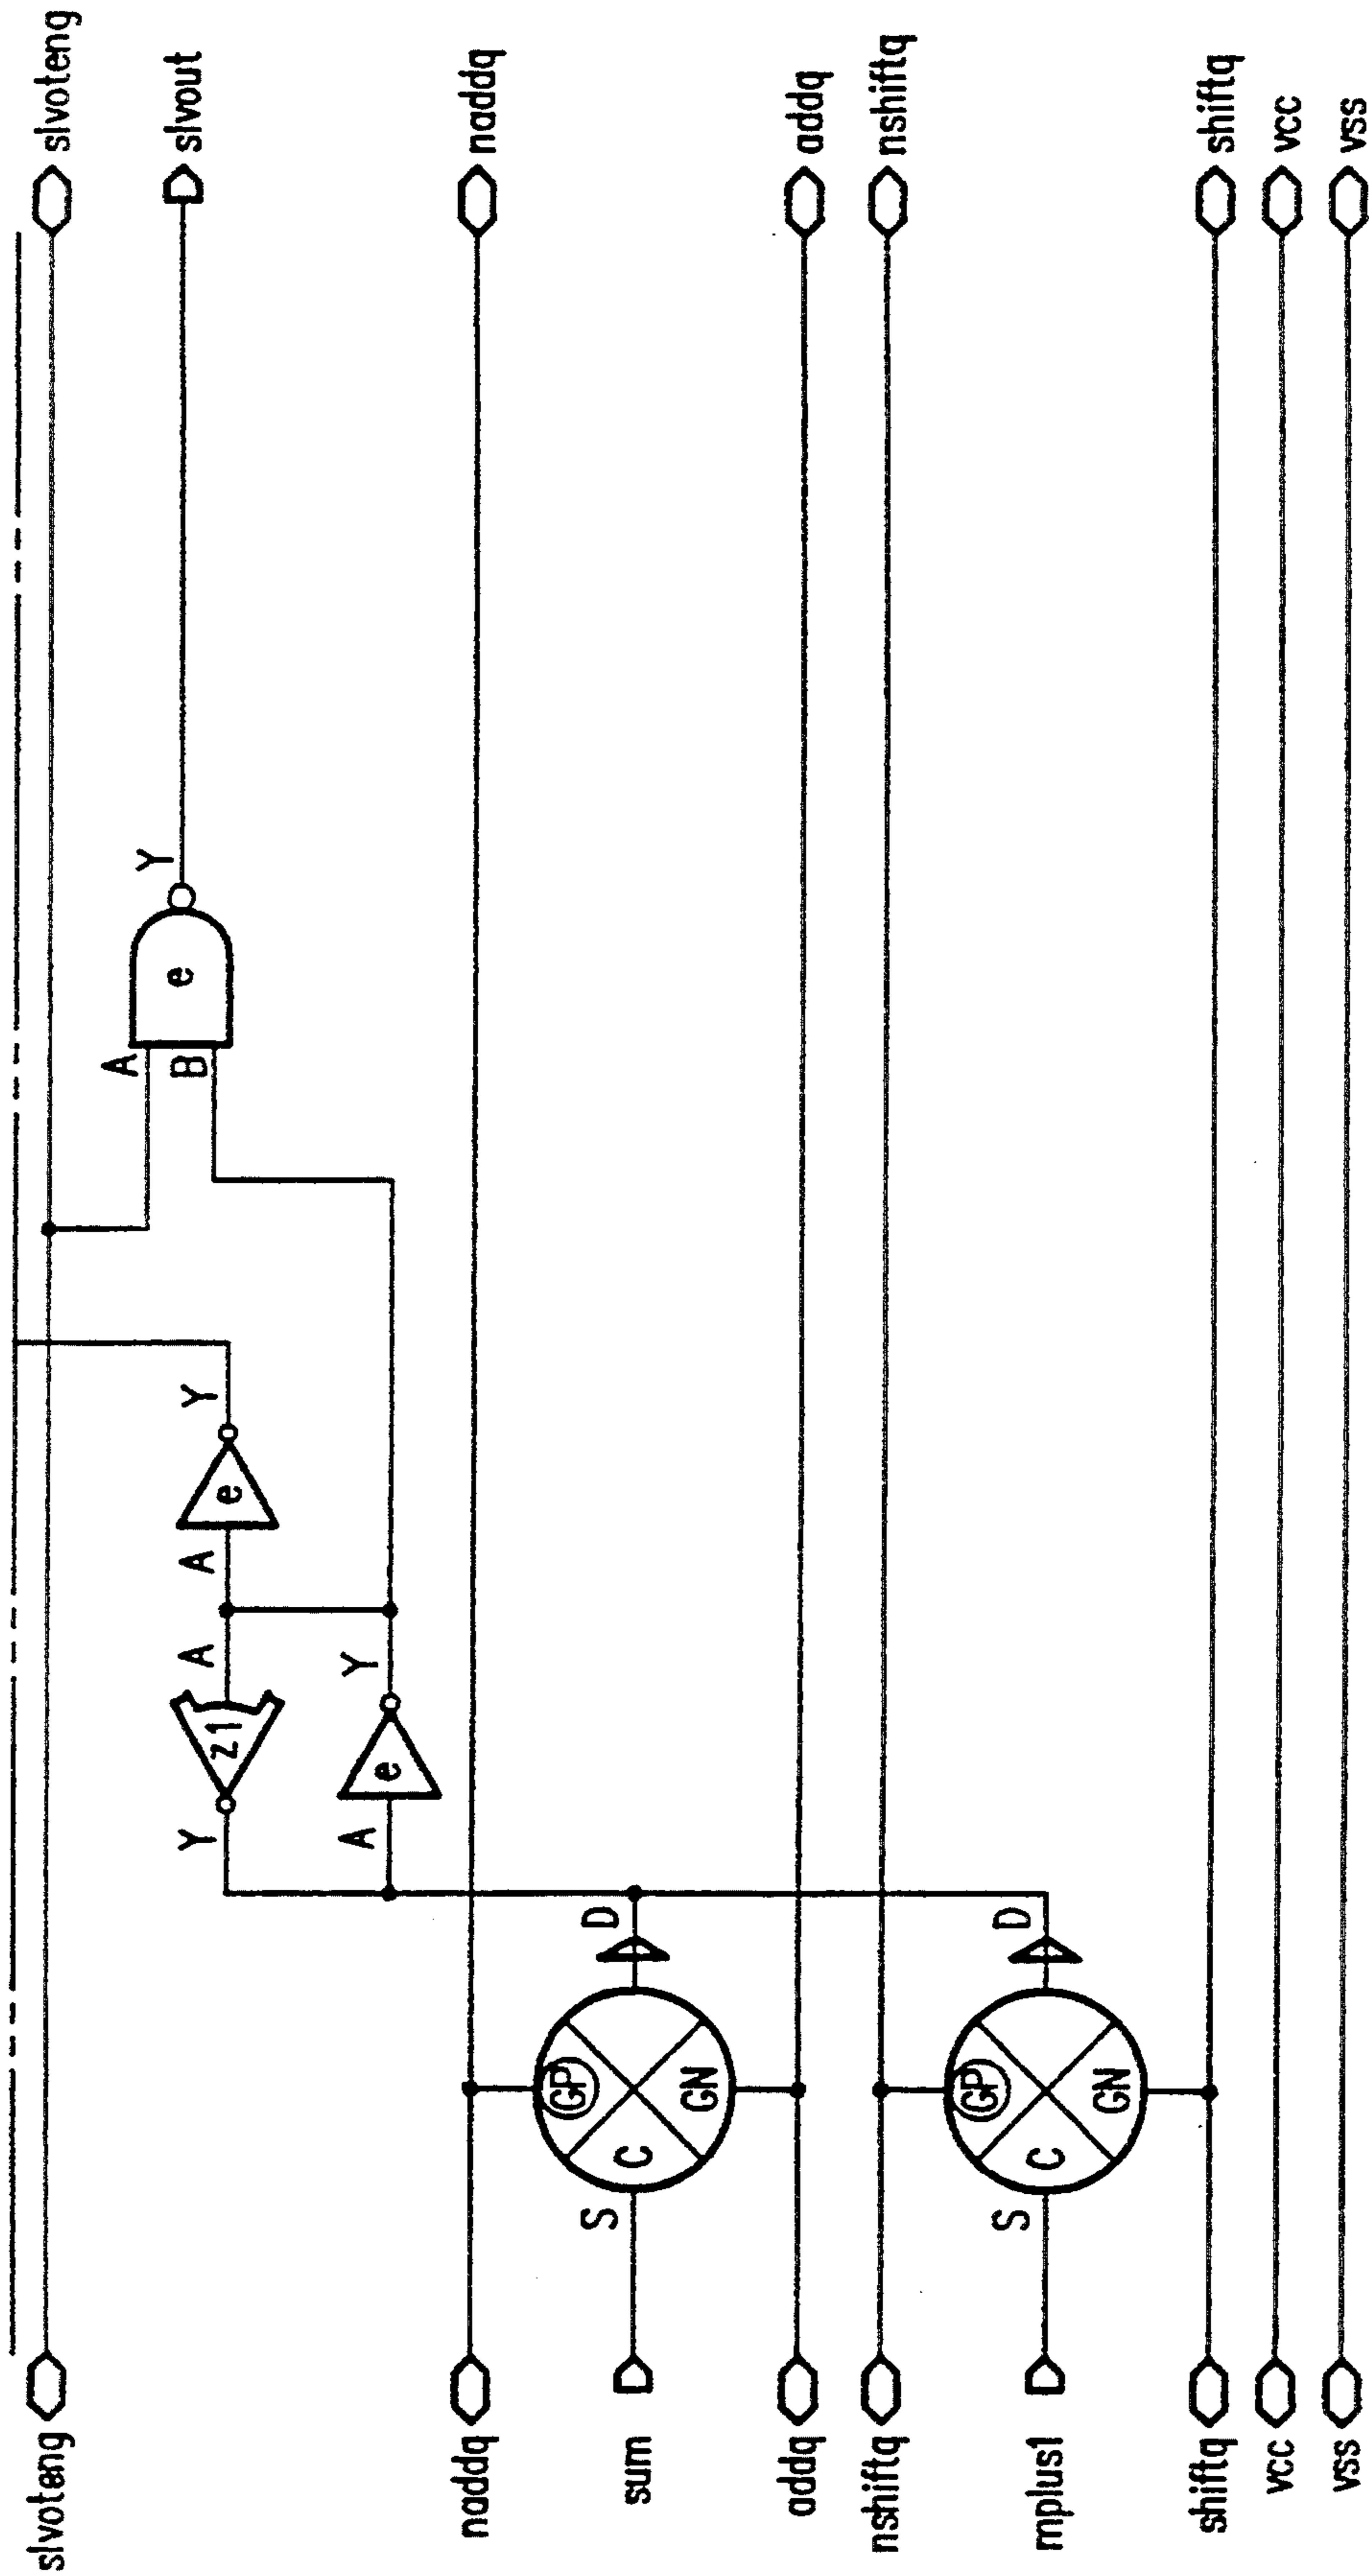 slvoteng slvoteng
A Y
B e slvout
Y A A Y
z1 e
A Y
e
naddq naddq
GP
S D
sum C
GN
addq addq
nshiftq nshiftq
GP
S D
mplus1 C
GN
shiftq shiftq
vcc vcc
vss vss